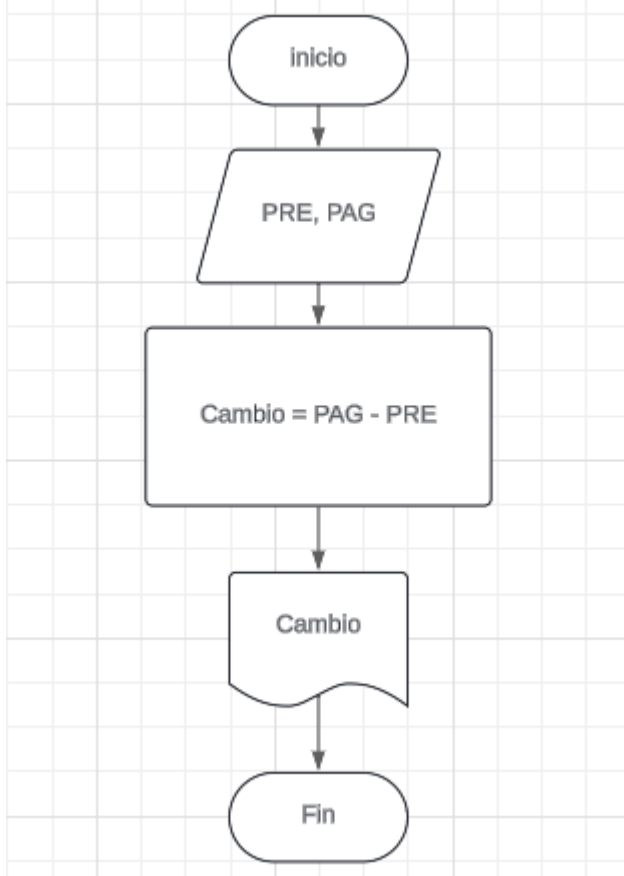 inicio
PRE, PAG
Cambio = PAG - PRE
Cambio
Fin